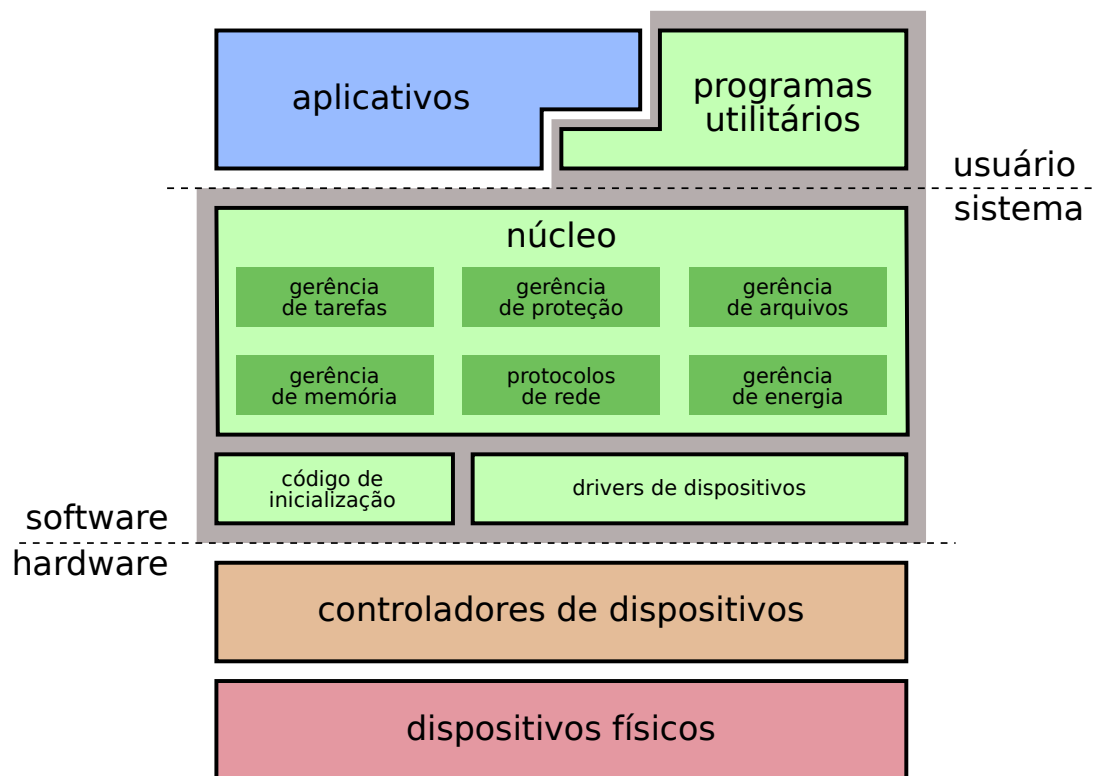 aplicativos
programas
utilitários
usuário
sistema
núcleo
gerência
de tarefas
gerência
de proteção
gerência
de arquivos
gerência
de memória
protocolos
de rede
gerência
de energia
código de
inicialização
drivers de dispositivos
software
hardware
controladores de dispositivos
dispositivos físicos